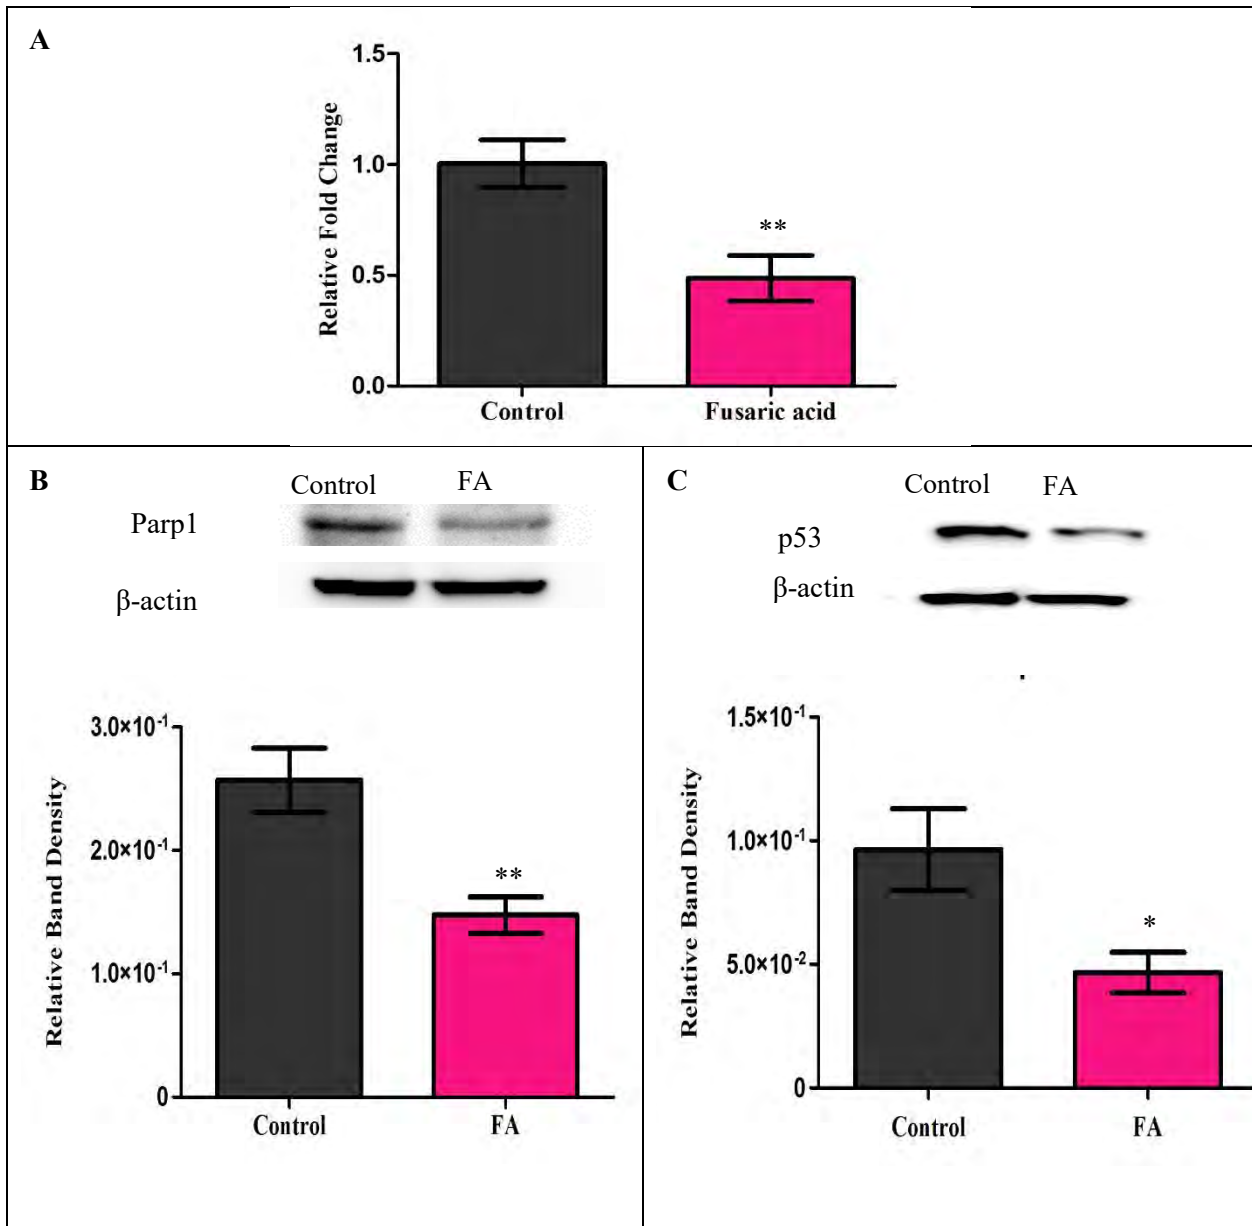 A
1.5
1.0
0.5
0.0
Relative Fold Change
**
Control Fusaric acid
B
Control FA
Parp1
β-actin
3.0×10⁻¹
2.0×10⁻¹
1.0×10⁻¹
0
Relative Band Density
**
Control FA
C
Control FA
p53
β-actin
1.5×10⁻¹
1.0×10⁻¹
5.0×10⁻²
0
Relative Band Density
*
Control FA